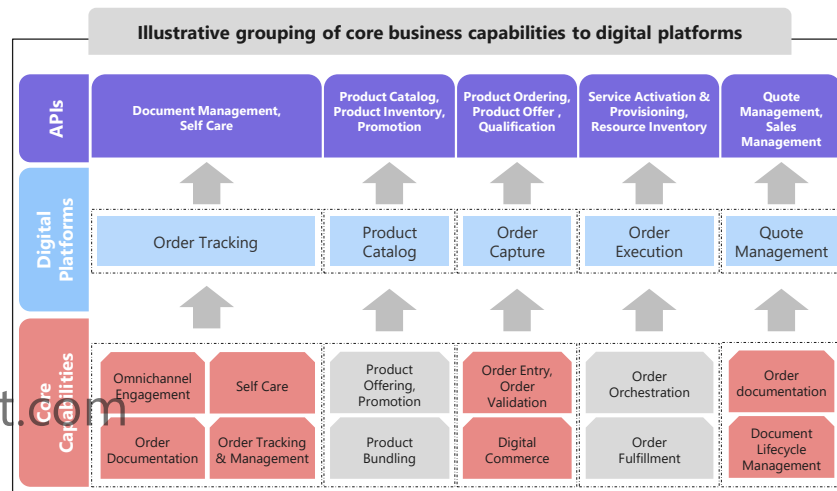 Illustrative grouping of core business capabilities to digital platforms
APIs
Document Management,
Self Care
Product Catalog,
Product Inventory,
Promotion
Product Ordering,
Product Offer ,
Qualification
Service Activation &
Provisioning,
Resource Inventory
Quote
Management,
Sales
Management
Digital
Platforms
Order Tracking
Product
Catalog
Order
Capture
Order
Execution
Quote
Management
Core
Capabilities
Omnichannel
Engagement
Self Care
Order
Documentation
Order Tracking
& Management
Product
Offering,
Promotion
Product
Bundling
Order Entry,
Order
Validation
Digital
Commerce
Order
Orchestration
Order
Fulfillment
Order
documentation
Document
Lifecycle
Management
t.com